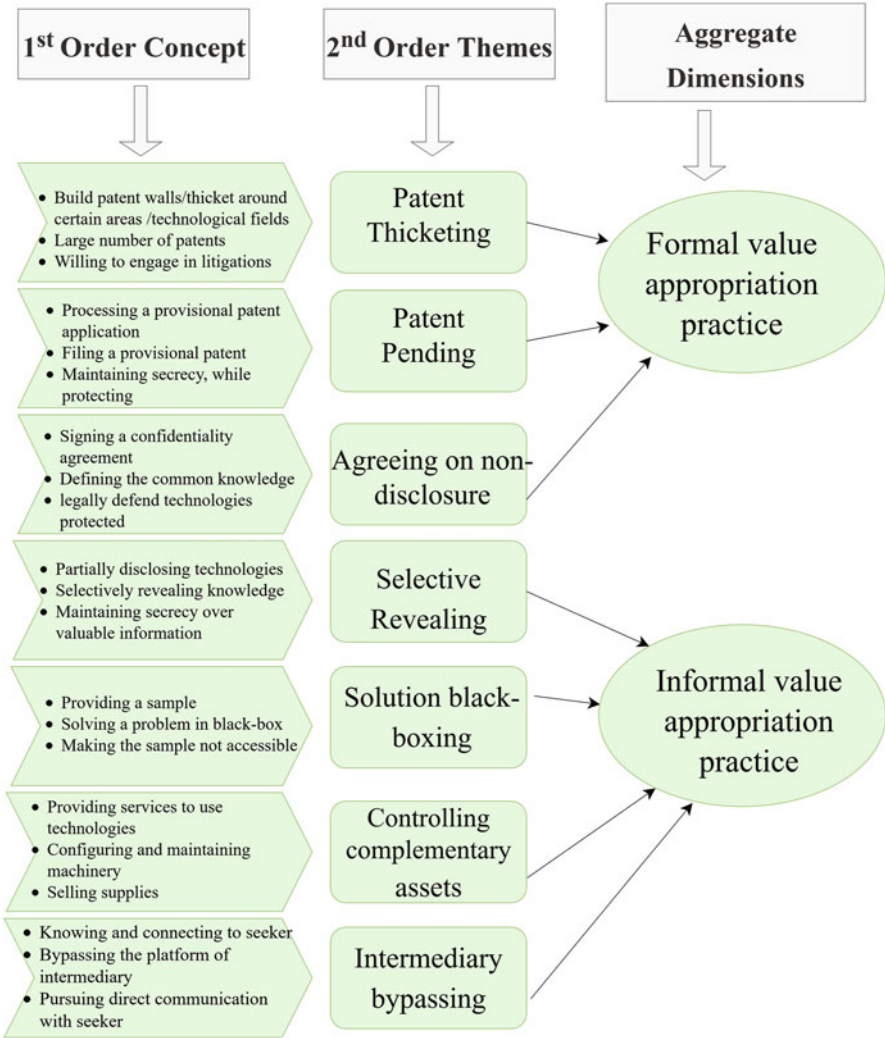 1st Order Concept
2nd Order Themes
Aggregate
Dimensions
• Build patent walls/thicket around
certain areas /technological fields
• Large number of patents
• Willing to engage in litigations
Patent
Thicketing
Formal value
appropriation
practice
• Processing a provisional patent
application
• Filing a provisional patent
• Maintaining secrecy, while
protecting
Patent
Pending
• Signing a confidentiality
agreement
• Defining the common knowledge
• legally defend technologies
protected
Agreeing on non-
disclosure
• Partially disclosing technologies
• Selectively revealing knowledge
• Maintaining secrecy over
valuable information
Selective
Revealing
• Providing a sample
• Solving a problem in black-box
• Making the sample not accessible
Solution black-
boxing
Informal value
appropriation
practice
• Providing services to use
technologies
• Configuring and maintaining
machinery
• Selling supplies
Controlling
complementary
assets
• Knowing and connecting to seeker
• Bypassing the platform of
intermediary
• Pursuing direct communication
with seeker
Intermediary
bypassing